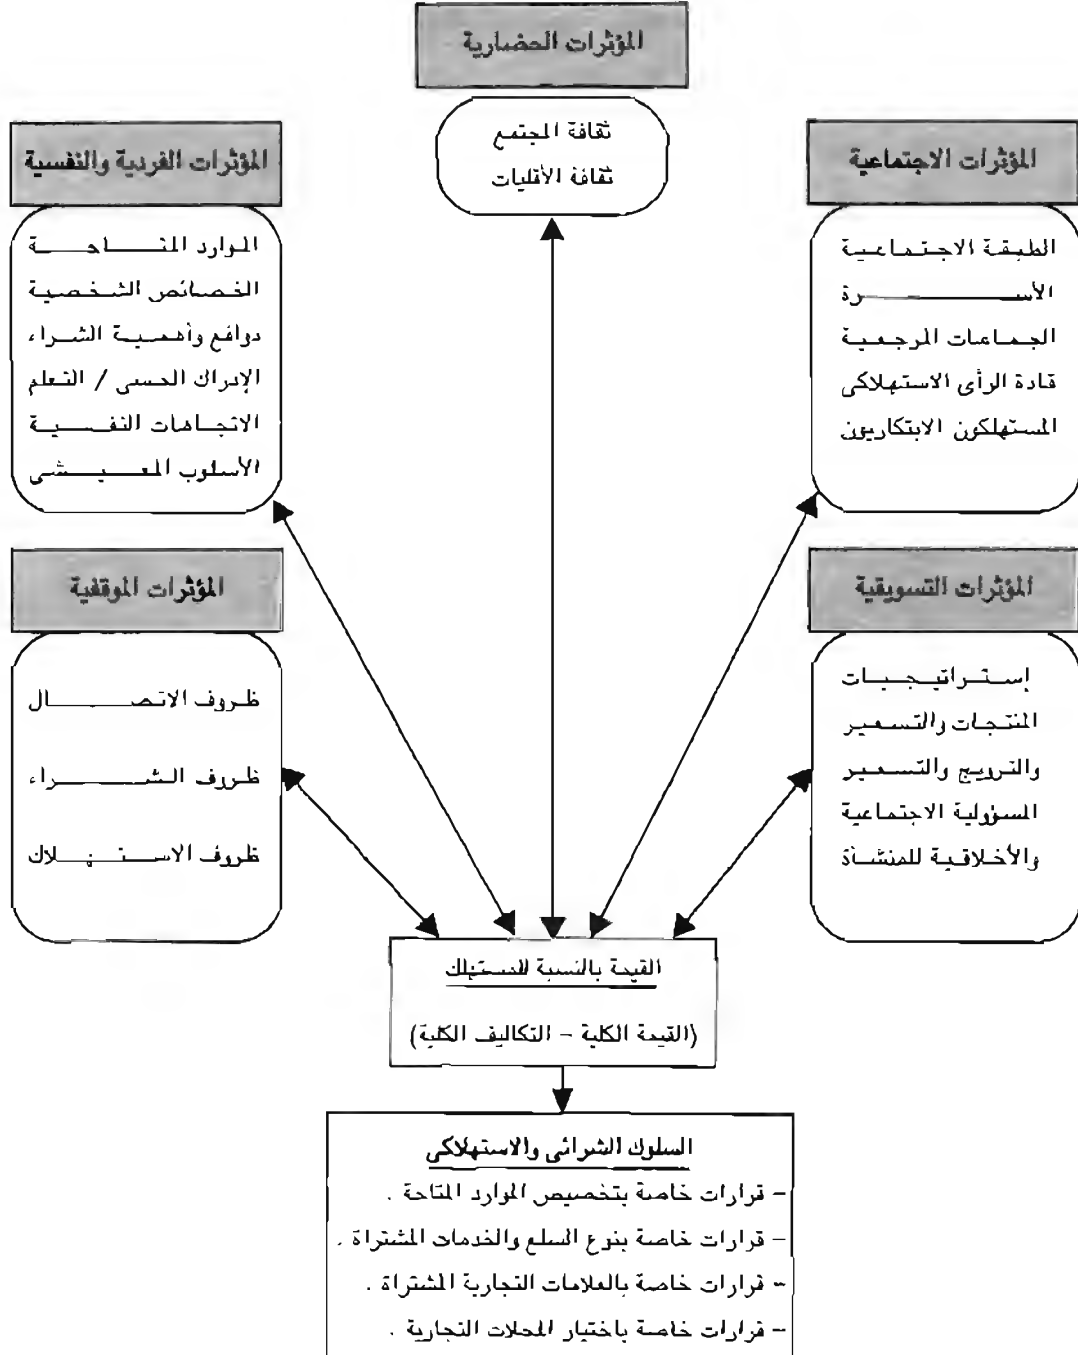 المؤثرات الحضارية
ثقافة المجتمع
ثقافة الأقليات
المؤثرات الاجتماعية
الطبقة الاجتماعية
الأسرة
الجماعات المرجعية
قادة الرأى الاستهلاكى
المستهلكون الابتكاريون
المؤثرات الفردية والنفسية
الموارد المتاحة
الخصائص الشخصية
دوافع وأهمية الشراء
الإدراك الحسى / التعلم
الاتجاهات النفسية
الأسلوب المعيشى
المؤثرات التسويقية
إستراتيجيات
المنتجات والتسعير
والترويج والتسعير
المسؤولية الاجتماعية
والأخلاقية للمنشأة
المؤثرات الموقفية
ظروف الاتصال
ظروف الشراء
ظروف الاستهلاك
القيمة بالنسبة للمستهلك
(القيمة الكلية – التكاليف الكلية)
السلوك الشرائى والاستهلاكى
– قرارات خاصة بتخصيص الموارد المتاحة .
– قرارات خاصة بنوع السلع والخدمات المشتراة .
– قرارات خاصة بالعلامات التجارية المشتراة .
– قرارات خاصة باختيار المحلات التجارية .